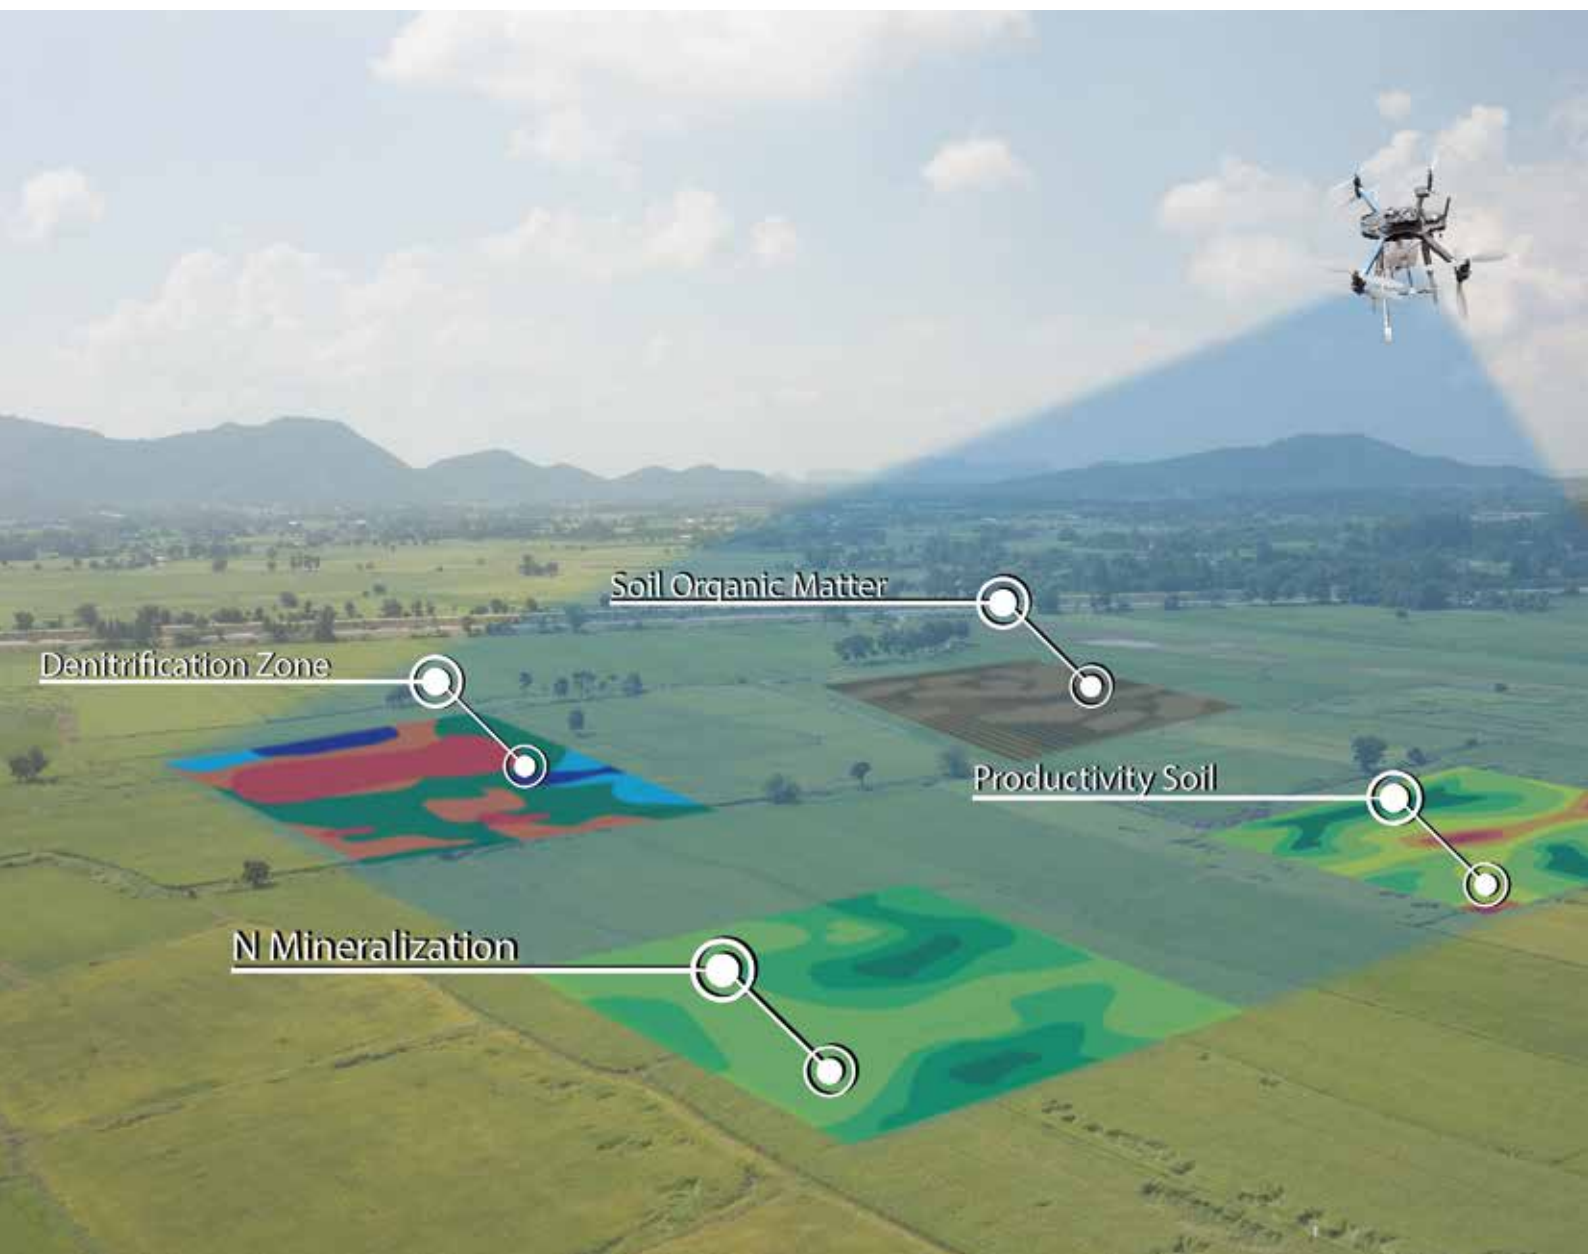 Soil Organic Matter
Denitrification Zone
Productivity Soil
N Mineralization